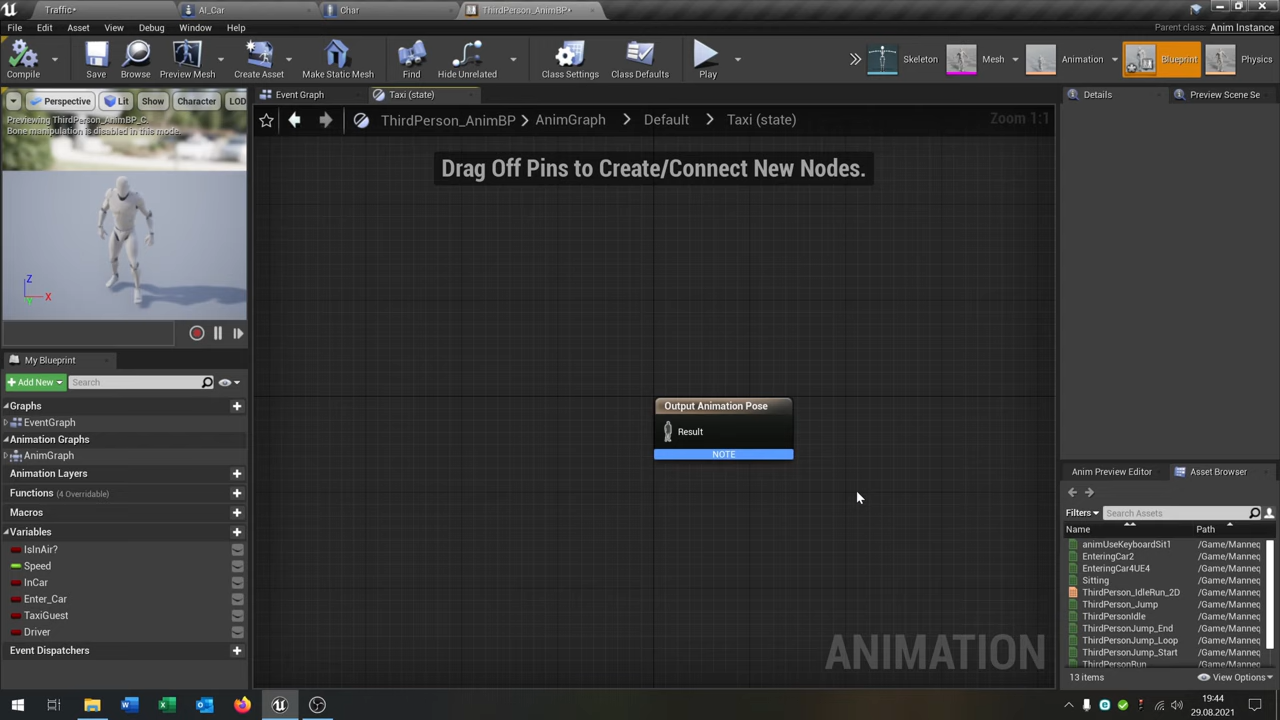 Traffic*
AI_Car
Char
ThirdPerson_AnimBP*
File
Edit
Asset
View
Debug
Window
Help
Parent class: Anim Instance
Compile
Save
Browse
Preview Mesh
Create Asset
Make Static Mesh
Find
Hide Unrelated
Class Settings
Class Defaults
Play
Skeleton
Mesh
Animation
Blueprint
Physics
Perspective
Lit
Show
Character
LOD
Previewing ThirdPerson_AnimBP_C.
Bone manipulation is disabled in this mode.
Z
X
Event Graph
Taxi (state)
ThirdPerson_AnimBP > AnimGraph > Default > Taxi (state)
Zoom 1:1
Drag Off Pins to Create/Connect New Nodes.
Output Animation Pose
Result
NOTE
ANIMATION
My Blueprint
Add New
Search
Graphs
EventGraph
Animation Graphs
AnimGraph
Animation Layers
Functions (4 Overridable)
Macros
Variables
IsInAir?
Speed
InCar
Enter_Car
TaxiGuest
Driver
Event Dispatchers
Details
Preview Scene Se
Anim Preview Editor
Asset Browser
Filters
Search Assets
Name
Path
animUseKeyboardSit1 /Game/Manneq
EnteringCar2 /Game/Manneq
EnteringCar4UE4 /Game/Manneq
Sitting /Game/Manneq
ThirdPerson_IdleRun_2D /Game/Manneq
ThirdPerson_Jump /Game/Manneq
ThirdPersonIdle /Game/Manneq
ThirdPersonJump_End /Game/Manneq
ThirdPersonJump_Loop /Game/Manneq
ThirdPersonJump_Start /Game/Manneq
ThirdPersonRun /Game/Manneq
13 items
View Options
19:44
29.08.2021